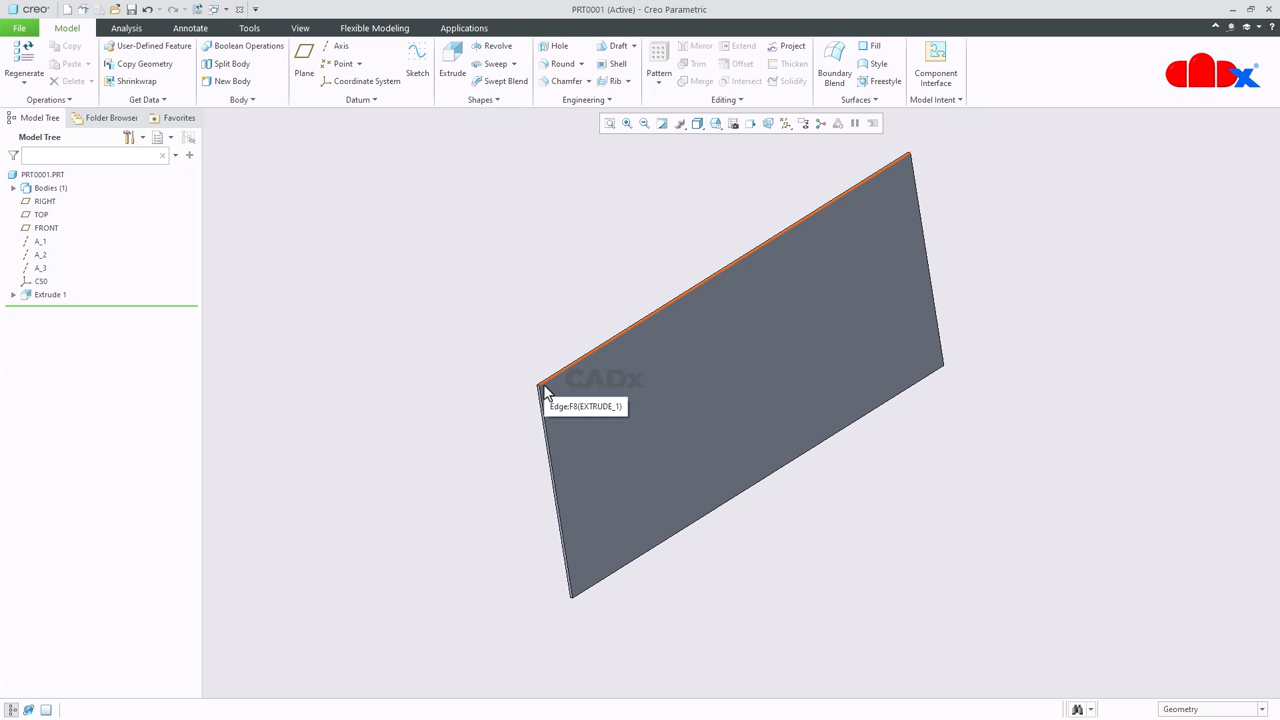 creo
PRT0001 (Active) - Creo Parametric
File Model Analysis Annotate Tools View Flexible Modeling Applications
Regenerate
Copy
Paste
Delete
Operations
User-Defined Feature
Copy Geometry
Shrinkwrap
Get Data
Boolean Operations
Split Body
New Body
Body
Plane
Axis
Point
Coordinate System
Sketch
Datum
Extrude
Revolve
Sweep
Swept Blend
Shapes
Hole
Round
Chamfer
Draft
Shell
Rib
Engineering
Pattern
Mirror
Trim
Merge
Extend
Offset
Intersect
Project
Thicken
Solidify
Editing
Boundary
Blend
Fill
Style
Freestyle
Surfaces
Component
Interface
Model Intent
CADX
Model Tree Folder Browser Favorites
Model Tree
PRT0001.PRT
Bodies (1)
RIGHT
TOP
FRONT
A_1
A_2
A_3
CS0
Extrude 1
CADx
Edge:F8(EXTRUDE_1)
Geometry